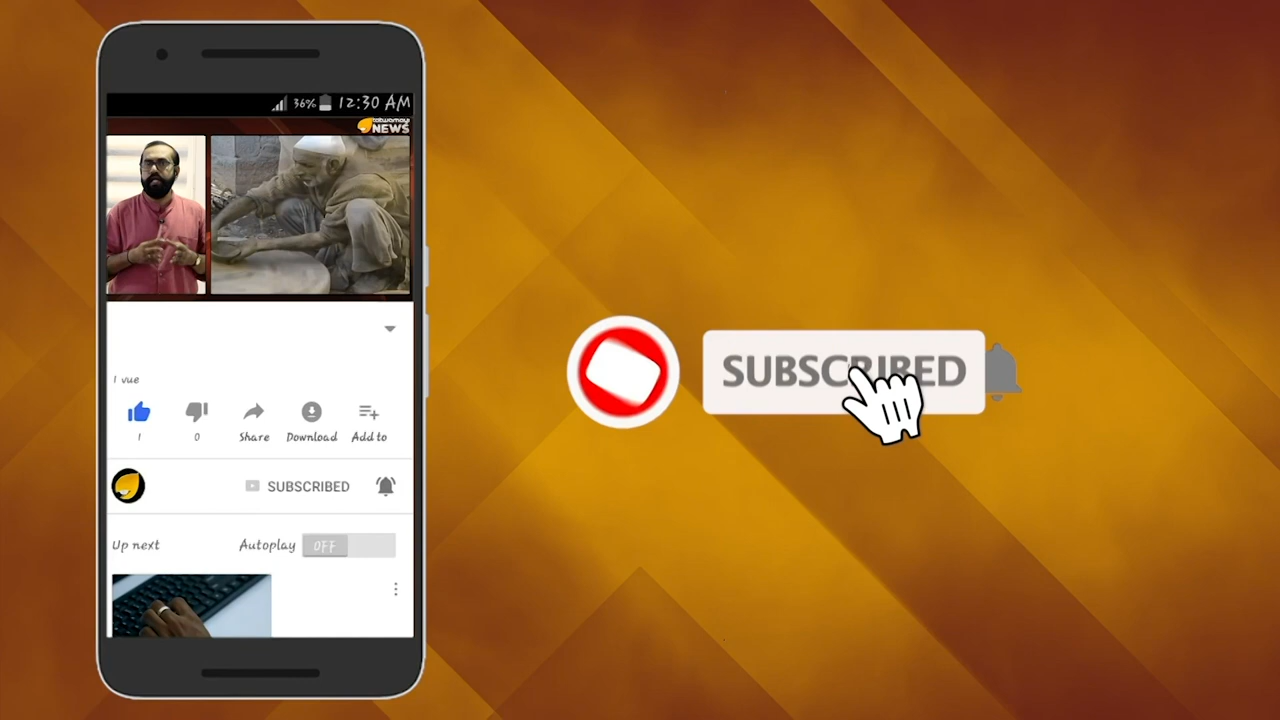 36% 12:30 AM
tatwamayi
NEWS
1 vue
1
0
Share
Download
Add to
SUBSCRIBED
Up next
Autoplay
OFF
SUBSCRIBED